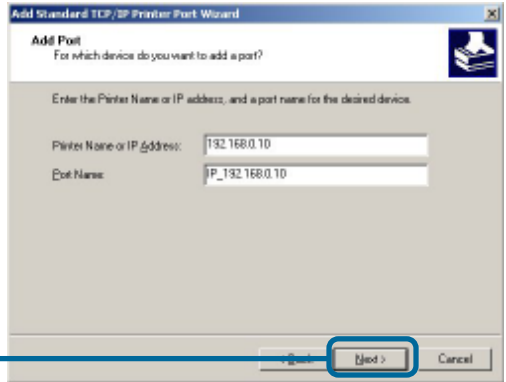 Add Standard TCP/IP Printer Port Wizard
Add Port
For which device do you want to add a port?
Enter the Printer Name or IP address, and a port name for the desired device.
Printer Name or IP Address: 192.168.0.10
Port Name: IP_192.168.0.10
< Back Next > Cancel